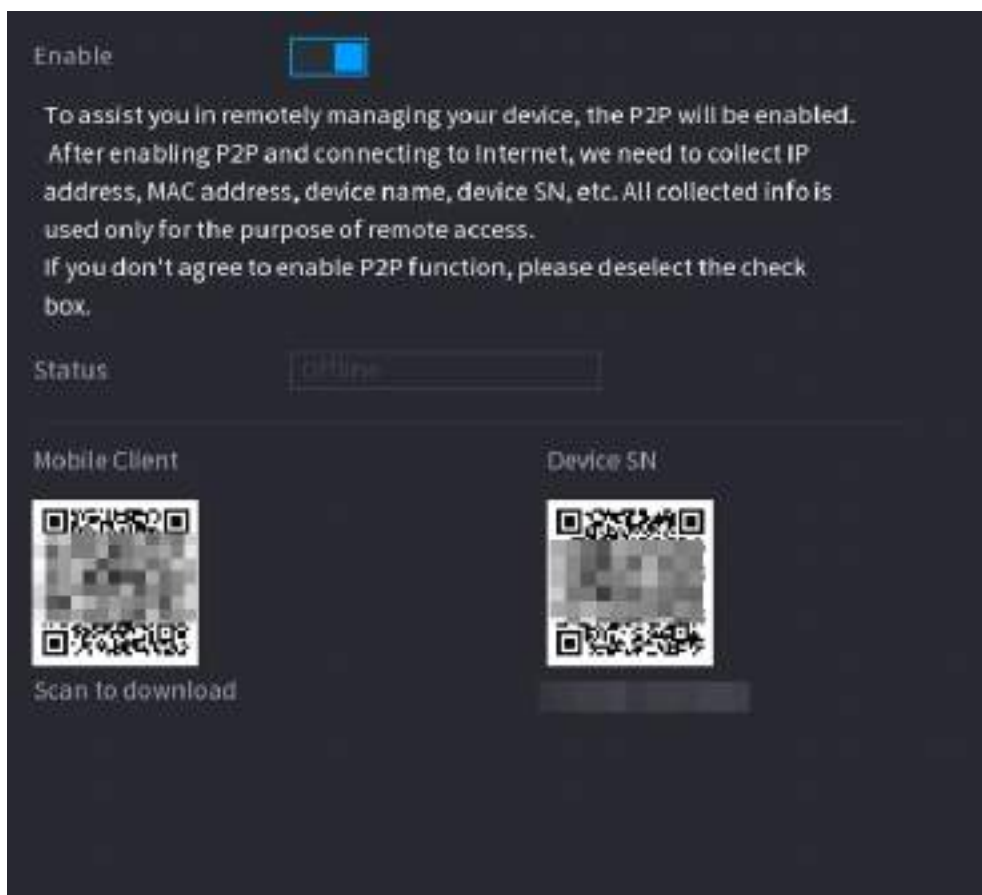 Enable
To assist you in remotely managing your device, the P2P will be enabled.
After enabling P2P and connecting to Internet, we need to collect IP
address, MAC address, device name, device SN, etc. All collected info is
used only for the purpose of remote access.
If you don't agree to enable P2P function, please deselect the check
box.
Status
Offline
Mobile Client
Device SN
Scan to download